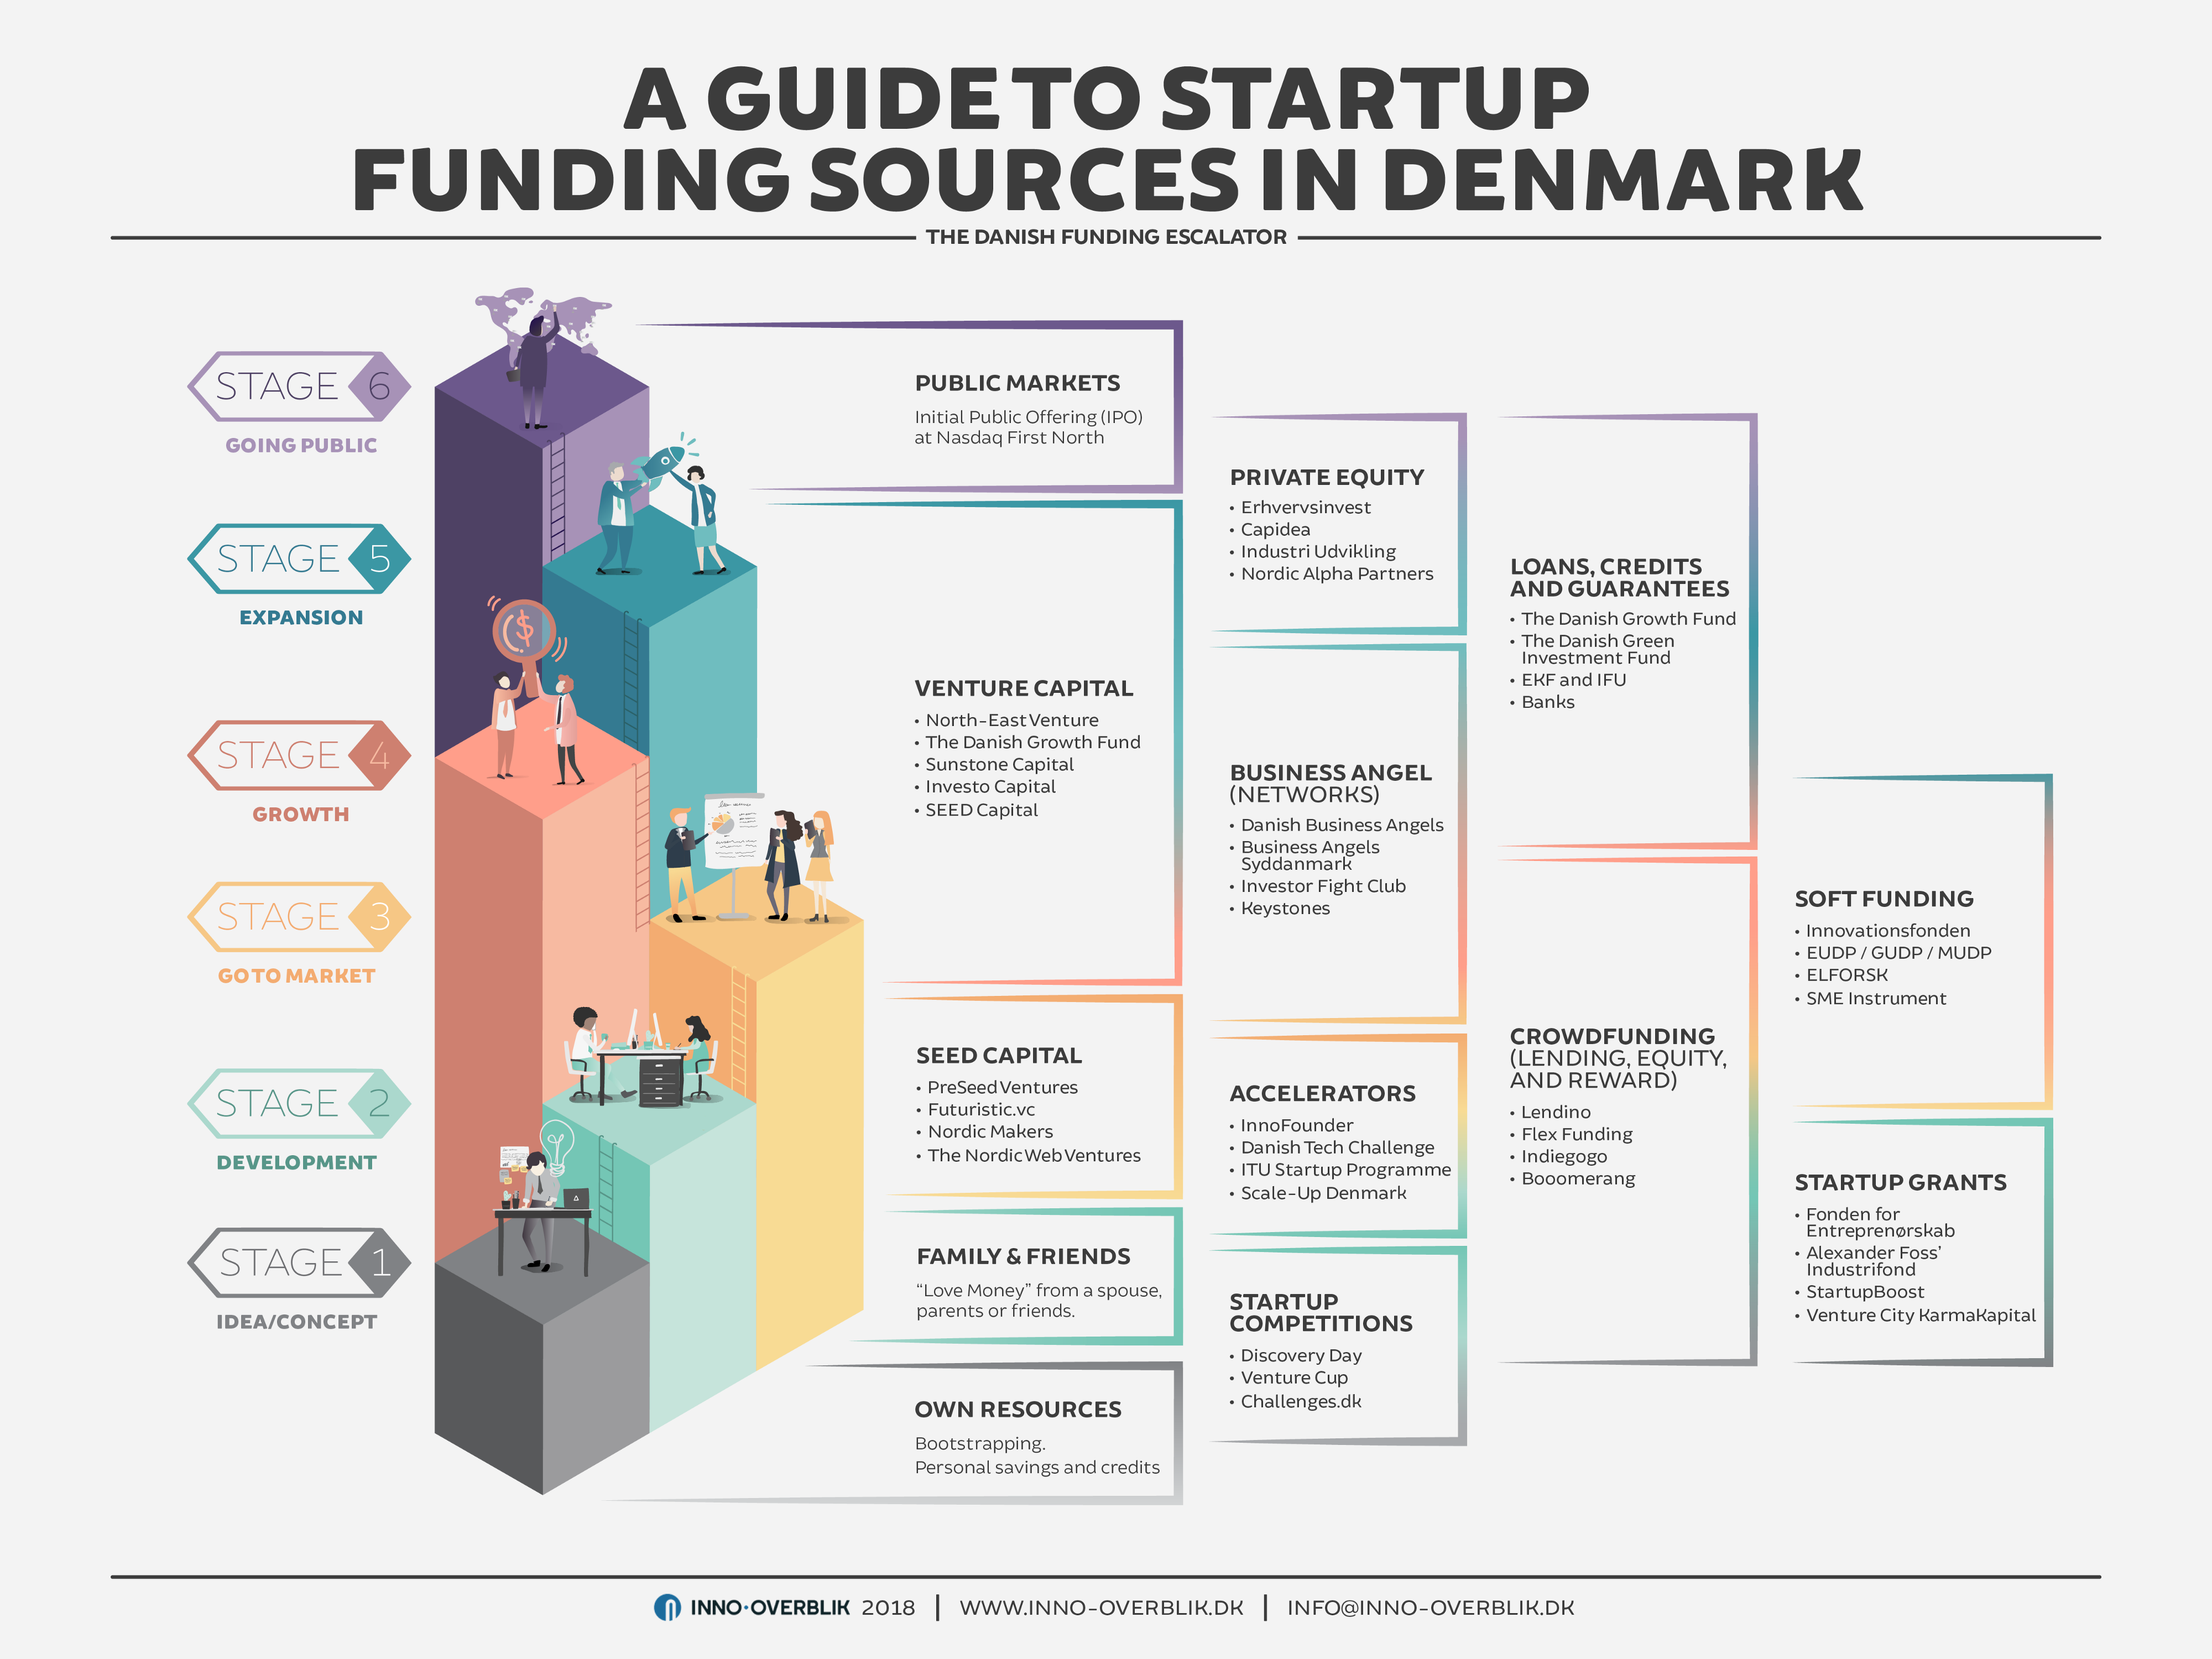 A GUIDE TO STARTUP
FUNDING SOURCES IN DENMARK
THE DANISH FUNDING ESCALATOR
STAGE 6
GOING PUBLIC
STAGE 5
EXPANSION
STAGE 4
GROWTH
STAGE 3
GO TO MARKET
STAGE 2
DEVELOPMENT
STAGE 1
IDEA/CONCEPT
$
PUBLIC MARKETS
Initial Public Offering (IPO)
at Nasdaq First North
VENTURE CAPITAL
• North-East Venture
• The Danish Growth Fund
• Sunstone Capital
• Investo Capital
• SEED Capital
SEED CAPITAL
• PreSeed Ventures
• Futuristic.vc
• Nordic Makers
• The Nordic Web Ventures
FAMILY & FRIENDS
“Love Money” from a spouse,
parents or friends.
OWN RESOURCES
Bootstrapping.
Personal savings and credits
PRIVATE EQUITY
• Erhvervsinvest
• Capidea
• Industri Udvikling
• Nordic Alpha Partners
BUSINESS ANGEL
(NETWORKS)
• Danish Business Angels
• Business Angels
Syddanmark
• Investor Fight Club
• Keystones
ACCELERATORS
• InnoFounder
• Danish Tech Challenge
• ITU Startup Programme
• Scale-Up Denmark
STARTUP
COMPETITIONS
• Discovery Day
• Venture Cup
• Challenges.dk
LOANS, CREDITS
AND GUARANTEES
• The Danish Growth Fund
• The Danish Green
Investment Fund
• EKF and IFU
• Banks
CROWDFUNDING
(LENDING, EQUITY,
AND REWARD)
• Lendino
• Flex Funding
• Indiegogo
• Booomerang
SOFT FUNDING
• Innovationsfonden
• EUDP / GUDP / MUDP
• ELFORSK
• SME Instrument
STARTUP GRANTS
• Fonden for
Entreprenørskab
• Alexander Foss’
Industrifond
• StartupBoost
• Venture City KarmaKapital
INNO·OVERBLIK 2018 | WWW.INNO-OVERBLIK.DK | INFO@INNO-OVERBLIK.DK